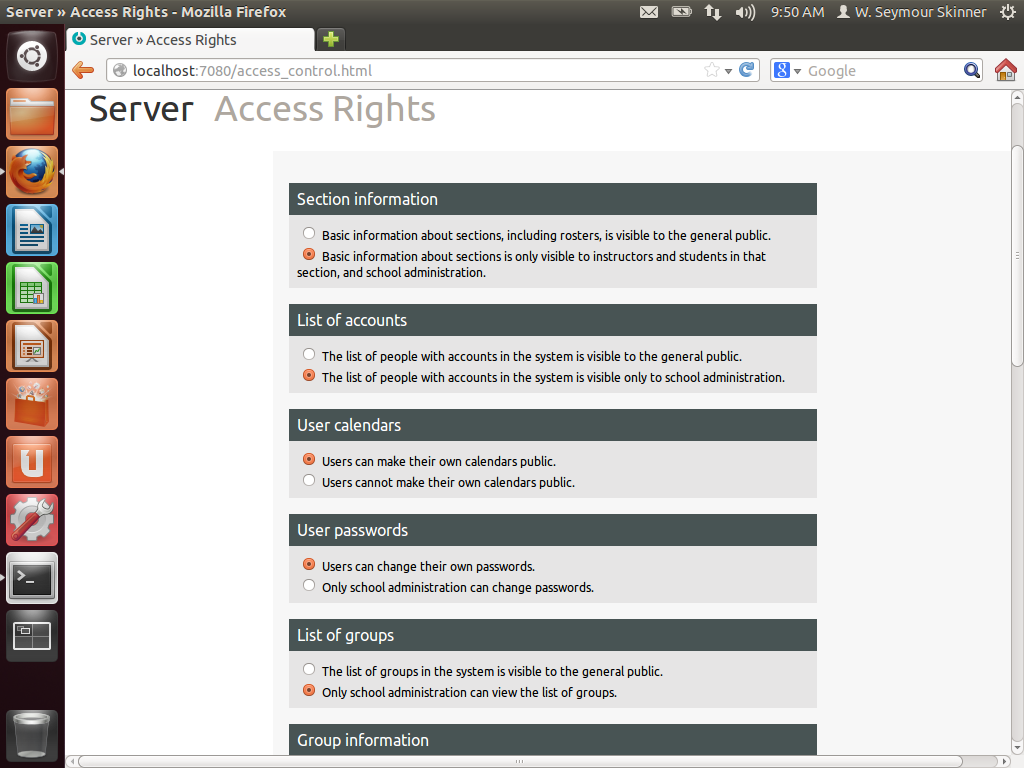 Server » Access Rights - Mozilla Firefox
9:50 AM
W. Seymour Skinner
Server » Access Rights
localhost:7080/access_control.html
Google
Server Access Rights
Section information
Basic information about sections, including rosters, is visible to the general public.
Basic information about sections is only visible to instructors and students in that
section, and school administration.
List of accounts
The list of people with accounts in the system is visible to the general public.
The list of people with accounts in the system is visible only to school administration.
User calendars
Users can make their own calendars public.
Users cannot make their own calendars public.
User passwords
Users can change their own passwords.
Only school administration can change passwords.
List of groups
The list of groups in the system is visible to the general public.
Only school administration can view the list of groups.
Group information